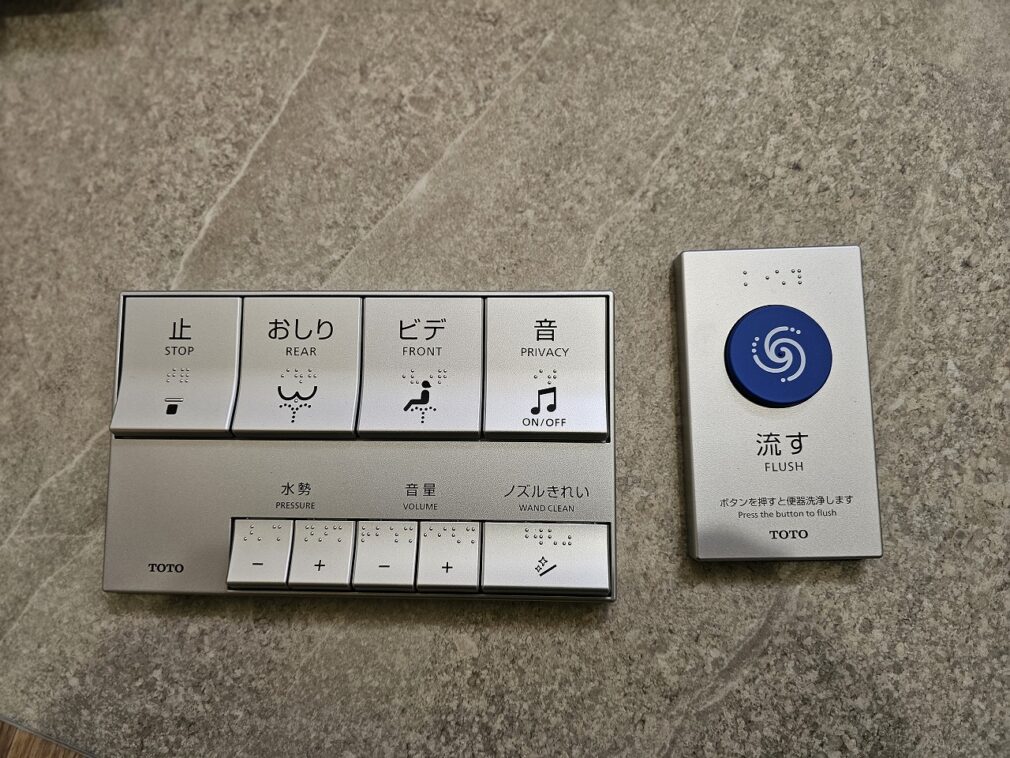 止
STOP
おしり
REAR
ビデ
FRONT
音
PRIVACY
ON/OFF
水勢
PRESSURE
音量
VOLUME
ノズルきれい
WAND CLEAN
− + − +
TOTO
流す
FLUSH
ボタンを押すと便器洗浄します
Press the button to flush
TOTO